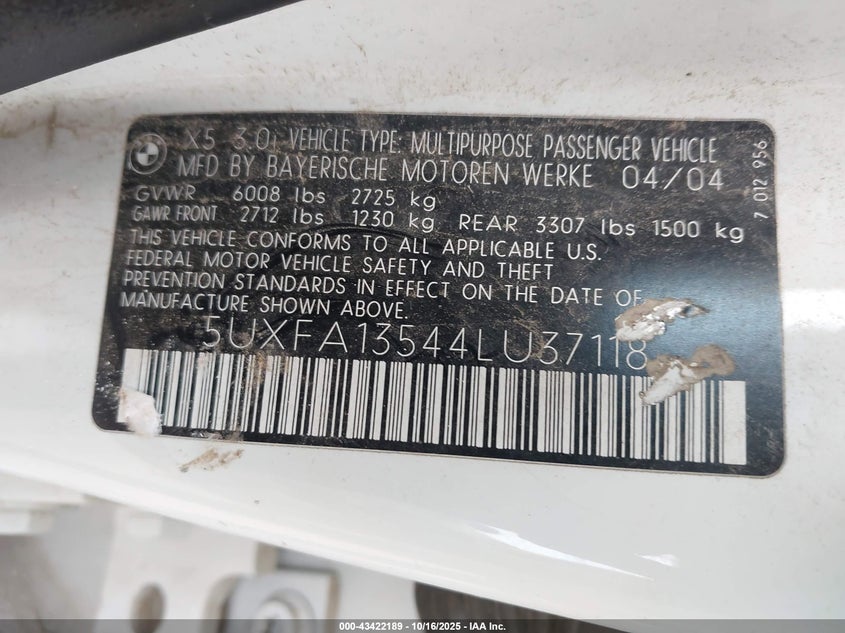 X5 3.0i VEHICLE TYPE: MULTIPURPOSE PASSENGER VEHICLE
MFD BY BAYERISCHE MOTOREN WERKE 04/04
GVWR 6008 lbs 2725 kg
GAWR FRONT 2712 lbs 1230 kg REAR 3307 lbs 1500 kg
THIS VEHICLE CONFORMS TO ALL APPLICABLE U.S.
FEDERAL MOTOR VEHICLE SAFETY AND THEFT
PREVENTION STANDARDS IN EFFECT ON THE DATE OF
MANUFACTURE SHOWN ABOVE.
5UXFA13544LU37118
7 012 956
000-43422189 - 10/16/2025 - IAA Inc.